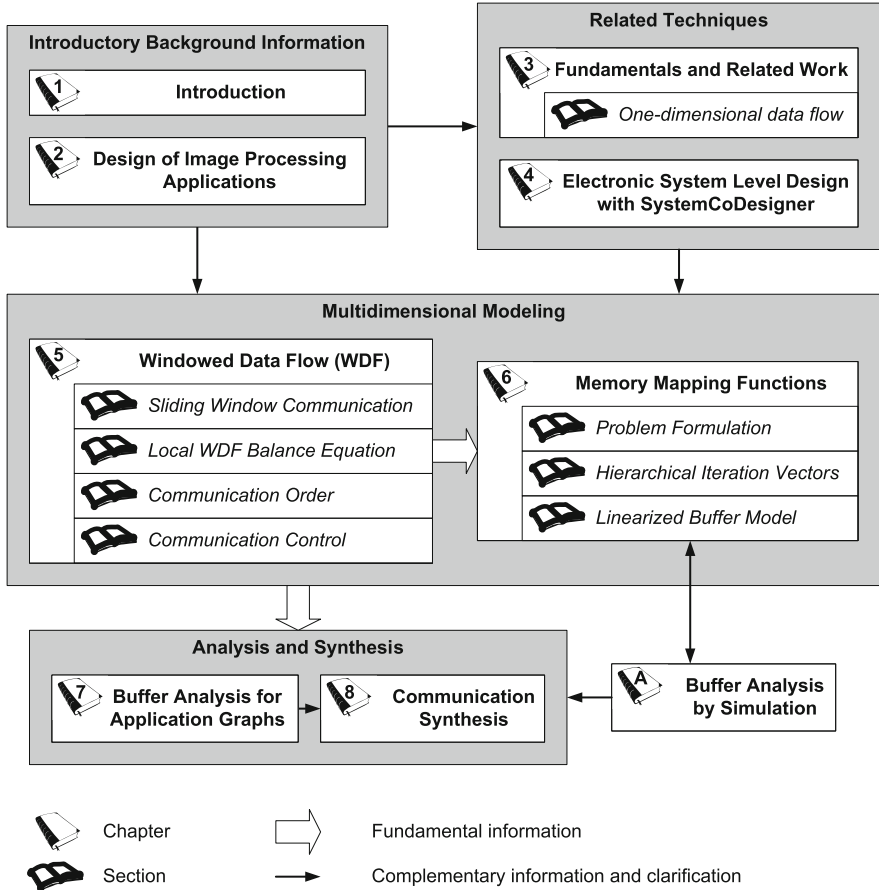 Introductory Background Information
1
Introduction
2
Design of Image Processing
Applications
Related Techniques
3
Fundamentals and Related Work
One-dimensional data flow
4
Electronic System Level Design
with SystemCoDesigner
Multidimensional Modeling
5
Windowed Data Flow (WDF)
Sliding Window Communication
Local WDF Balance Equation
Communication Order
Communication Control
6
Memory Mapping Functions
Problem Formulation
Hierarchical Iteration Vectors
Linearized Buffer Model
Analysis and Synthesis
7
Buffer Analysis for
Application Graphs
8
Communication
Synthesis
A
Buffer Analysis
by Simulation
Chapter
Fundamental information
Section
Complementary information and clarification